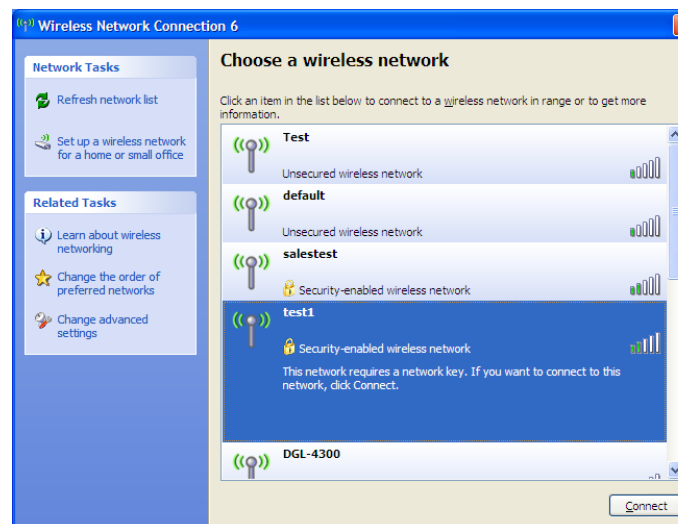 Wireless Network Connection 6
Network Tasks
Refresh network list
Set up a wireless network
for a home or small office
Related Tasks
Learn about wireless
networking
Change the order of
preferred networks
Change advanced
settings
Choose a wireless network
Click an item in the list below to connect to a wireless network in range or to get more
information.
Test
Unsecured wireless network
default
Unsecured wireless network
salestest
Security-enabled wireless network
test1
Security-enabled wireless network
This network requires a network key. If you want to connect to this
network, click Connect.
DGL-4300
Connect